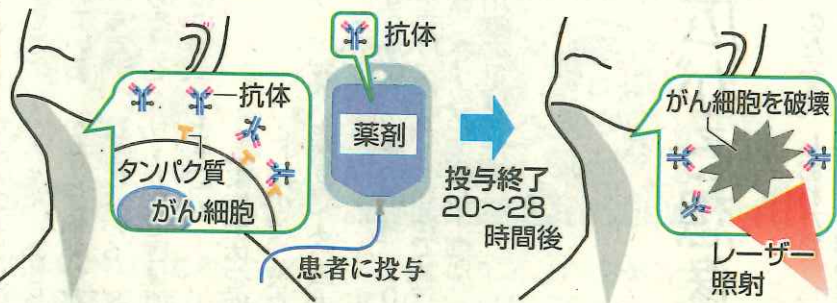 抗体
抗体
タンパク質
がん細胞
薬剤
患者に投与
投与終了
20〜28
時間後
がん細胞を破壊
レーザー
照射